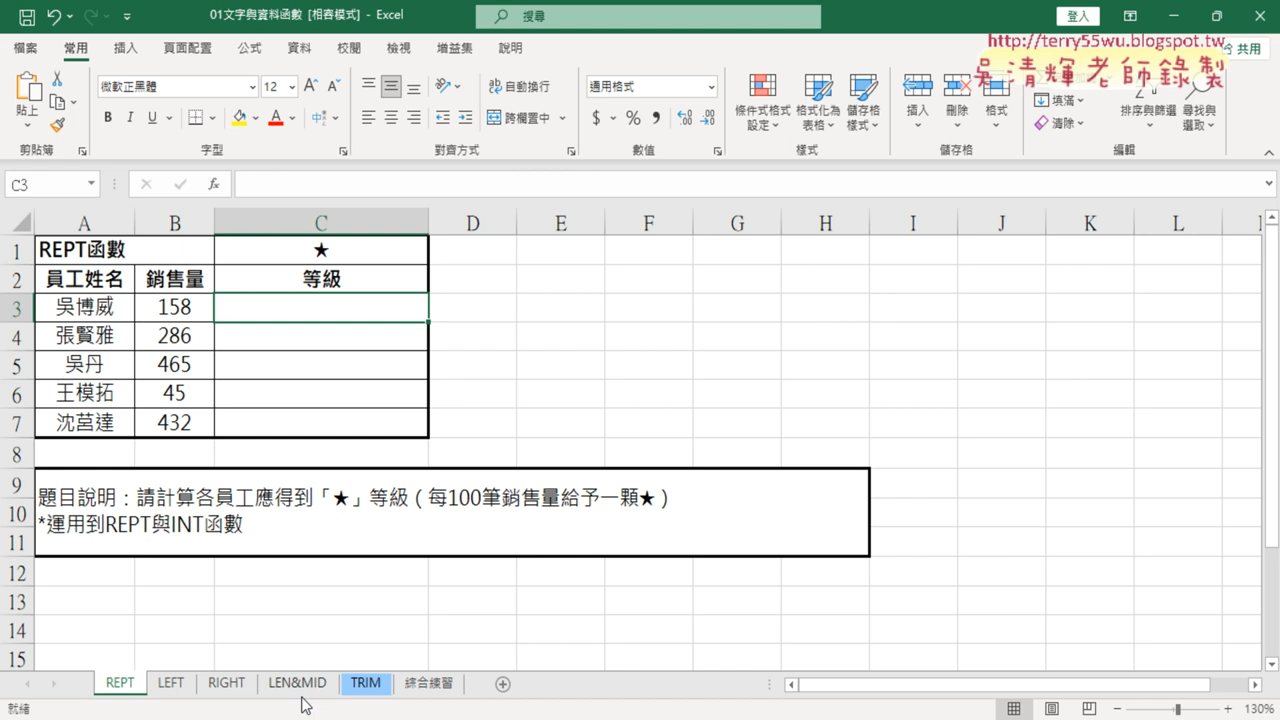 01文字與資料函數 [相容模式] - Excel
搜尋
登入
http://terry55wu.blogspot.tw
吳清輝老師錄製
檔案 常用 插入 頁面配置 公式 資料 校閱 檢視 增益集 說明 共用
貼上
微軟正黑體 12
B I U
自動換行
跨欄置中
通用格式
$ % ,
條件式格式設定
格式化為表格
儲存格樣式
插入 刪除 格式
填滿
清除
排序與篩選
尋找與選取
剪貼簿 字型 對齊方式 數值 樣式 儲存格 編輯
C3 fx
A B C D E F G H I J K L
1 REPT函數 ★
2 員工姓名 銷售量 等級
3 吳博威 158
4 張賢雅 286
5 吳丹 465
6 王模拓 45
7 沈莒達 432
8
9
題目說明：請計算各員工應得到「★」等級（每100筆銷售量給予一顆★）
10
*運用到REPT與INT函數
11
12
13
14
15
REPT LEFT RIGHT LEN&MID TRIM 綜合練習
就緒 130%